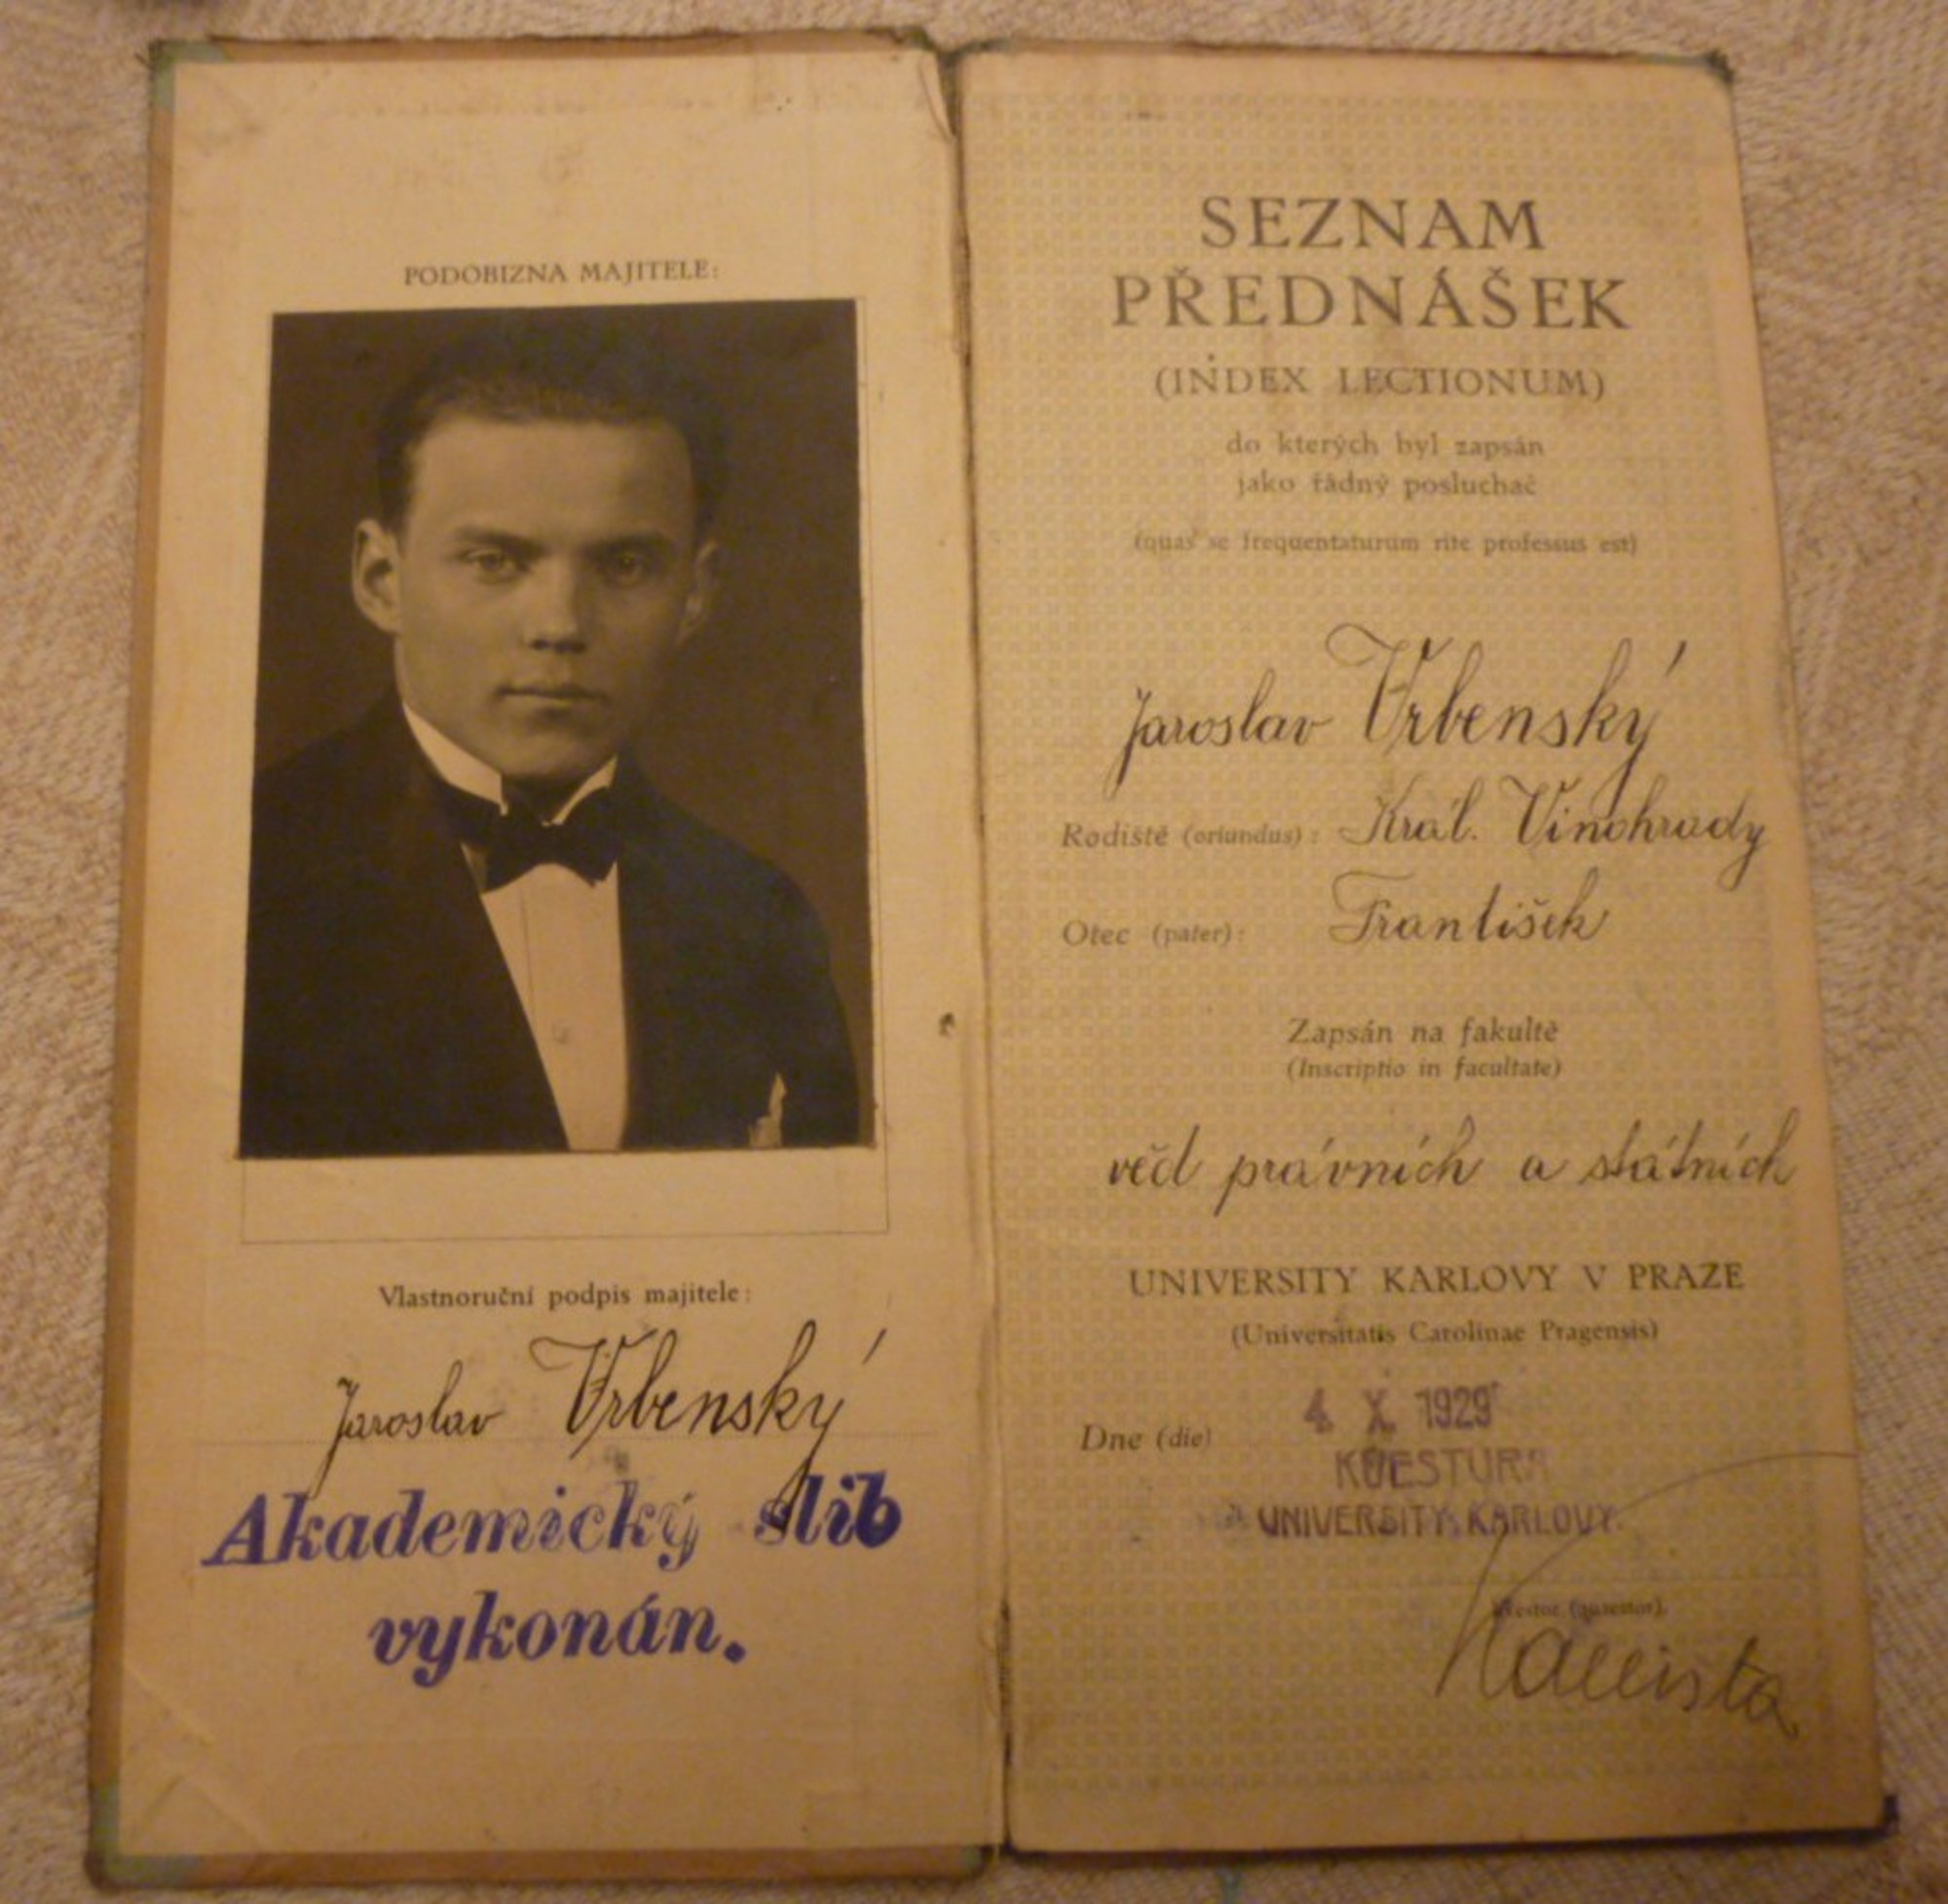 PODOBIZNA MAJITELE:
Vlastnoruční podpis majitele:
Jaroslav Vrbenský
Akademický slib
vykonán.
SEZNAM
PŘEDNÁŠEK
(INDEX LECTIONUM)
do kterých byl zapsán
jako řádný posluchač
(quas se frequentaturum rite professus est)
Jaroslav Vrbenský
Rodiště (oriundus): Král. Vinohrady
Otec (pater): František
Zapsán na fakultě
(Inscriptio in facultate)
věd právních a státních
UNIVERSITY KARLOVY V PRAZE
(Universitatis Carolinae Pragensis)
Dne (die) 4 X. 1929
KVESTURA
UNIVERSITY KARLOVY.
(quaestor).